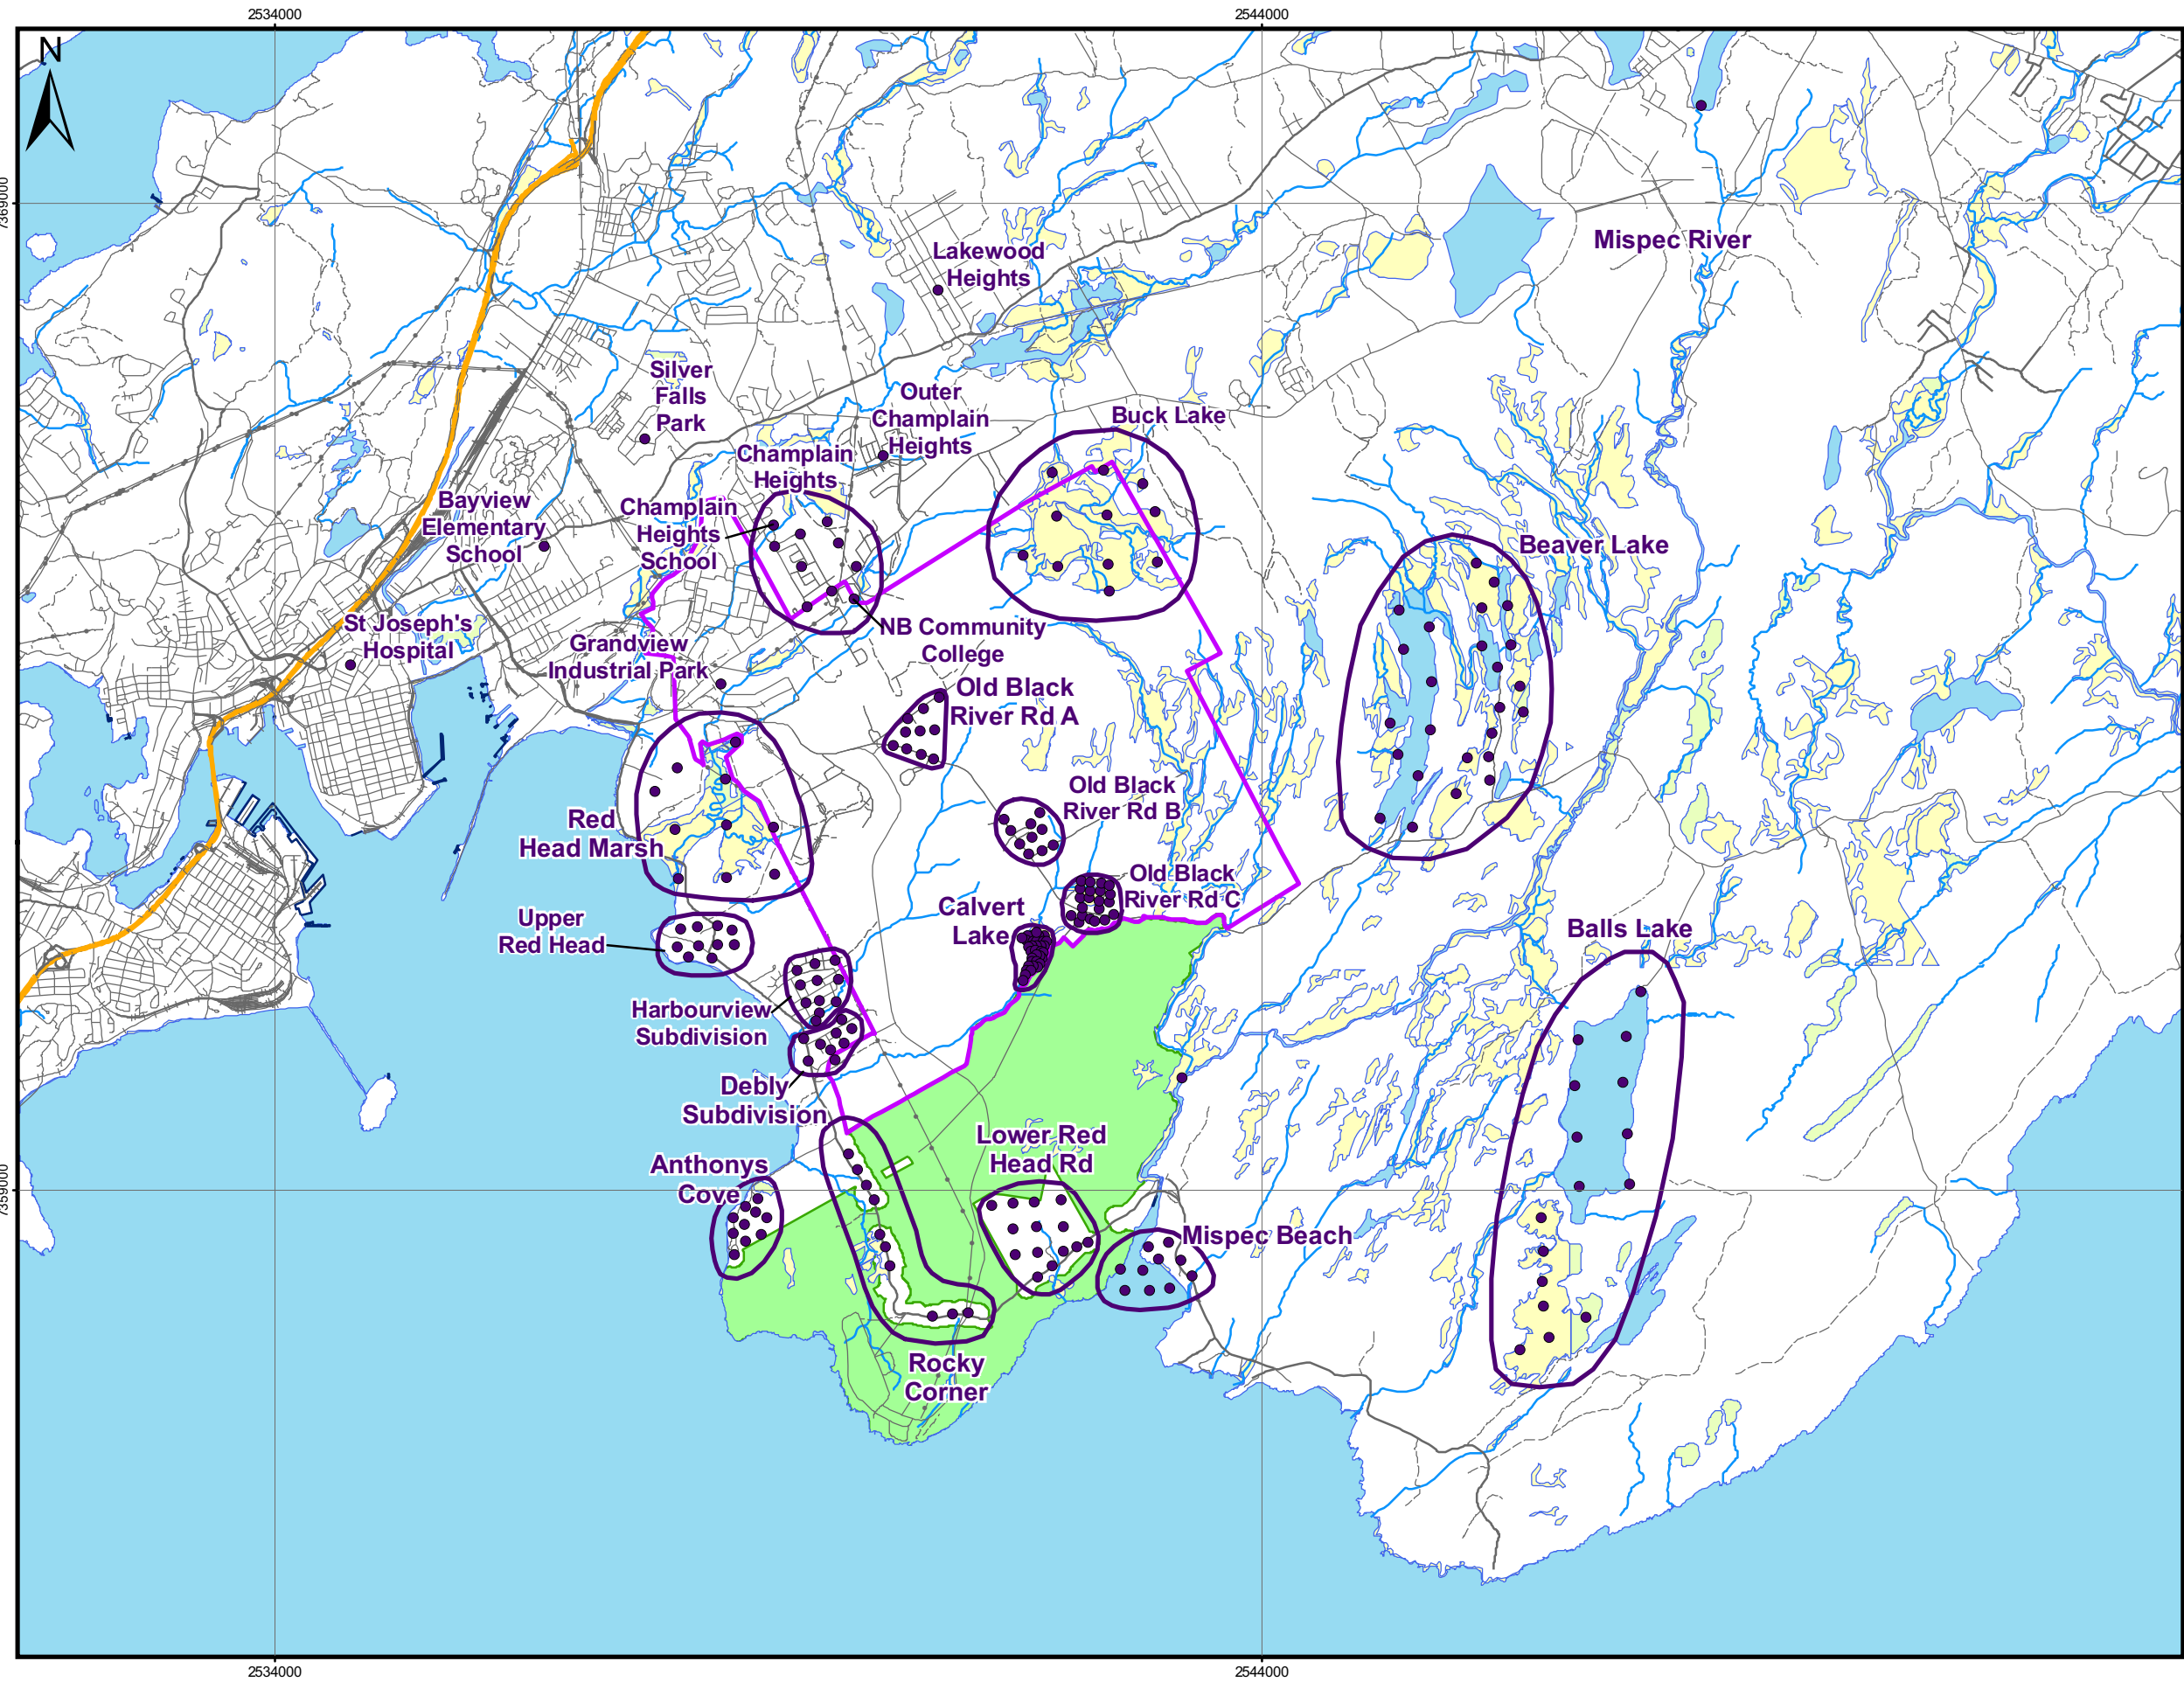 2534000
2544000
N
7369000
Mispec River
Lakewood
Heights
Silver
Falls
Park
Outer
Champlain
Heights
Buck Lake
Champlain
Heights
Bayview
Elementary
School
Champlain
Heights
School
Beaver Lake
St Joseph's
Hospital
NB Community
College
Grandview
Industrial Park
Old Black
River Rd A
Old Black
River Rd B
Red
Head Marsh
Old Black
River Rd C
Calvert
Lake
Upper
Red Head
Balls Lake
Harbourview
Subdivision
Debly
Subdivision
Lower Red
Head Rd
Anthonys
Cove
7359000
Mispec Beach
Rocky
Corner
2534000
2544000